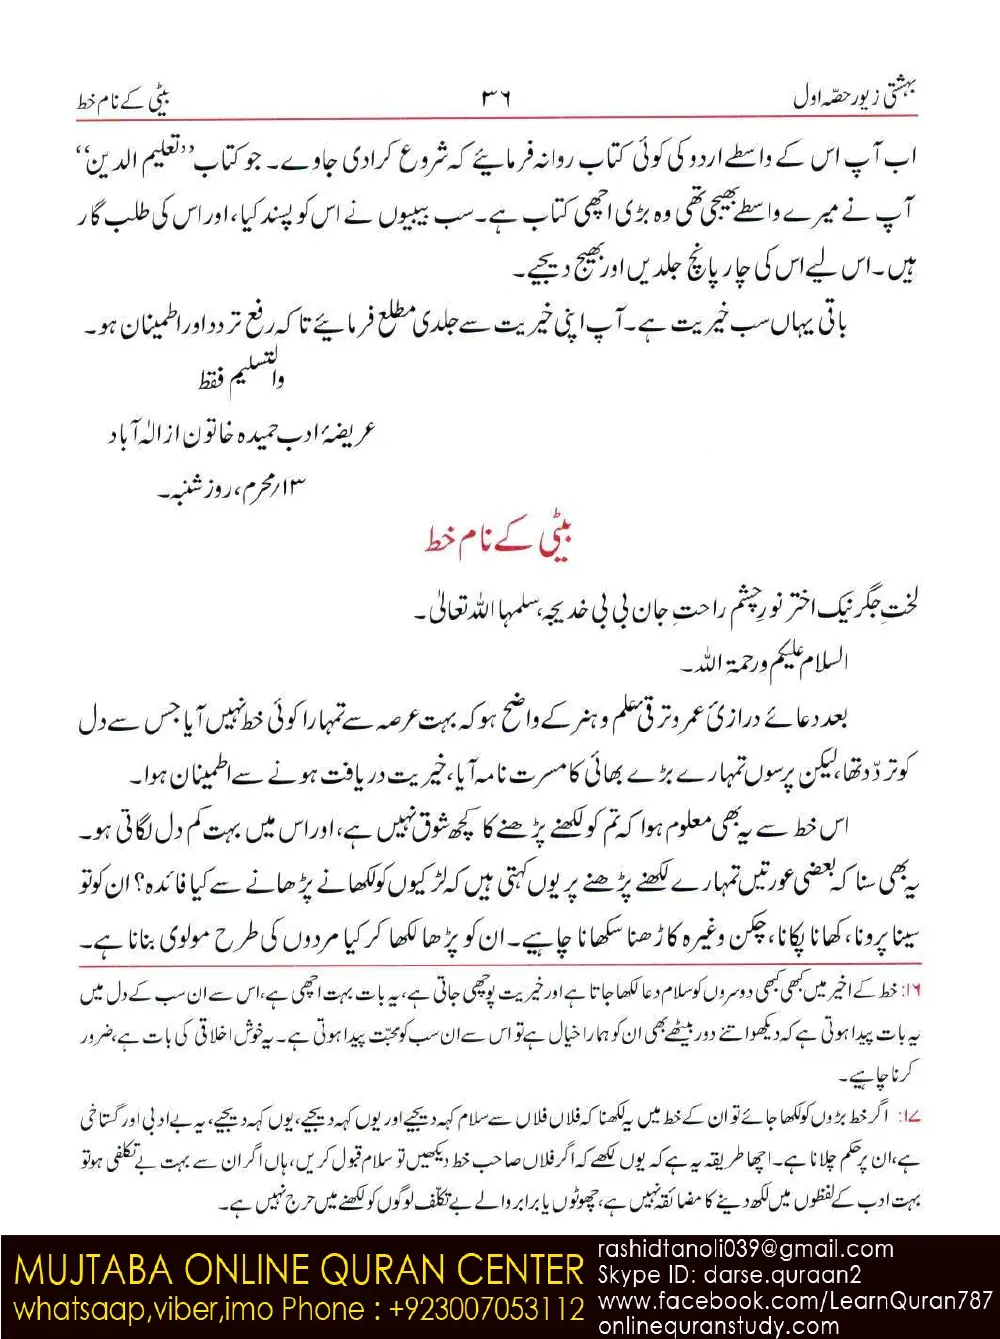 بہشتی زیور حصّہ اول
۳۶
بیٹی کے نام خط
اب آپ اس کے واسطے اردو کی کوئی کتاب روانہ فرمائیے کہ شروع کرادی جاوے۔ جو کتاب ’’تعلیم الدین‘‘
آپ نے میرے واسطے بھیجی تھی وہ بڑی اچھی کتاب ہے۔ سب بیبیوں نے اس کو پسند کیا، اور اس کی طلب گار
ہیں۔ اس لیے اس کی چار پانچ جلدیں اور بھیج دیجیے۔
باقی یہاں سب خیریت ہے۔ آپ اپنی خیریت سے جلدی مطلع فرمائیے تاکہ رفع تردد اور اطمینان ہو۔
والتسلیم فقط
عریضۂ ادب حمیدہ خاتون از الٰہ آباد
۱۳/محرم، روز شنبہ۔
بیٹی کے نام خط
لختِ جگر نیک اختر نورِ چشم راحتِ جان بی بی خدیجہ، سلمہا اللہ تعالیٰ۔
السلام علیکم ورحمۃ اللہ۔
بعد دعائے درازیٔ عمر و ترقیٔ علم و ہنر کے واضح ہو کہ بہت عرصہ سے تمہارا کوئی خط نہیں آیا جس سے دل
کو تردّد تھا، لیکن پرسوں تمہارے بڑے بھائی کا مسرت نامہ آیا، خیریت دریافت ہونے سے اطمینان ہوا۔
اس خط سے یہ بھی معلوم ہوا کہ تم کو لکھنے پڑھنے کا کچھ شوق نہیں ہے، اور اس میں بہت کم دل لگاتی ہو۔
یہ بھی سنا کہ بعضی عورتیں تمہارے لکھنے پڑھنے پر یوں کہتی ہیں کہ لڑکیوں کو لکھانے پڑھانے سے کیا فائدہ؟ ان کو تو
سینا پرونا، کھانا پکانا، چکن وغیرہ کاڑھنا سکھانا چاہیے۔ ان کو پڑھا لکھا کر کیا مردوں کی طرح مولوی بنانا ہے۔
۱۶: خط کے اخیر میں کبھی کبھی دوسروں کو سلام دعا لکھا جاتا ہے اور خیریت پوچھی جاتی ہے، یہ بات بہت اچھی ہے، اس سے ان سب کے دل میں
یہ بات پیدا ہوتی ہے کہ دیکھو اتنے دور بیٹھے بھی ان کو ہمارا خیال ہے تو اس سے ان سب کو محبّت پیدا ہوتی ہے۔ یہ خوش اخلاقی کی بات ہے، ضرور
کرنا چاہیے۔
۱۷: اگر خط بڑوں کو لکھا جائے تو ان کے خط میں یہ لکھنا کہ فلاں فلاں سے سلام کہہ دیجیے اور یوں کہہ دیجیے، یوں کہہ دیجیے، یہ بے ادبی اور گستاخی
ہے، ان پر حکم چلانا ہے۔ اچھا طریقہ یہ ہے کہ یوں لکھے کہ اگر فلاں صاحب خط دیکھیں تو سلام قبول کریں، ہاں اگر ان سے بہت بے تکلفی ہو تو
بہت ادب کے لفظوں میں لکھ دینے کا مضائقہ نہیں ہے، چھوٹوں یا برابر والے بے تکلّف لوگوں کو لکھنے میں حرج نہیں ہے۔
MUJTABA ONLINE QURAN CENTER
whatsaap,viber,imo Phone : +923007053112
rashidtanoli039@gmail.com
Skype ID: darse.quraan2
www.facebook.com/LearnQuran787
onlinequranstudy.com